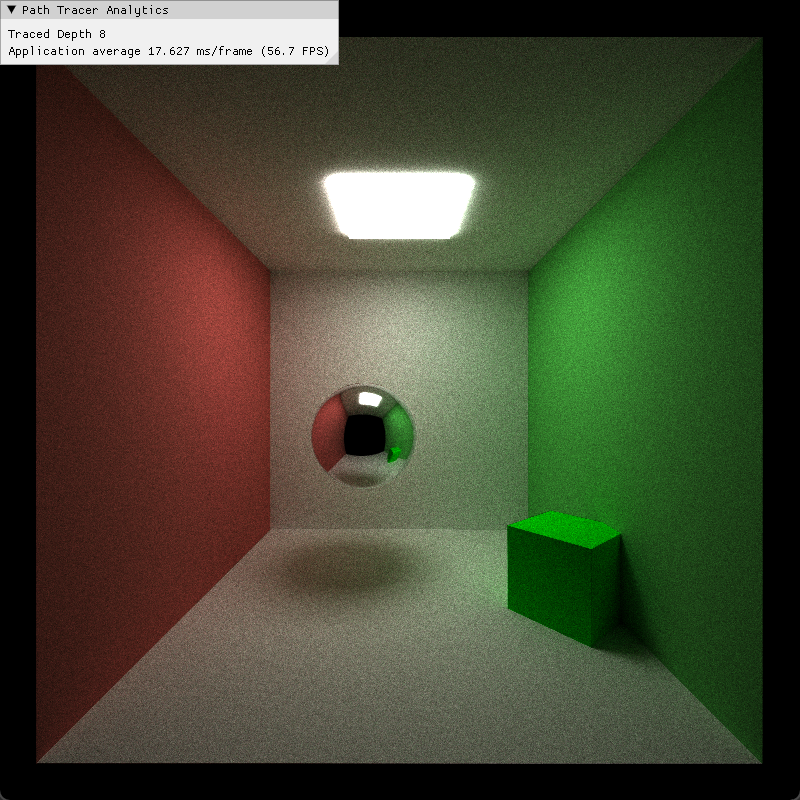 Path Tracer Analytics
Traced Depth 8
Application average 17.627 ms/frame (56.7 FPS)